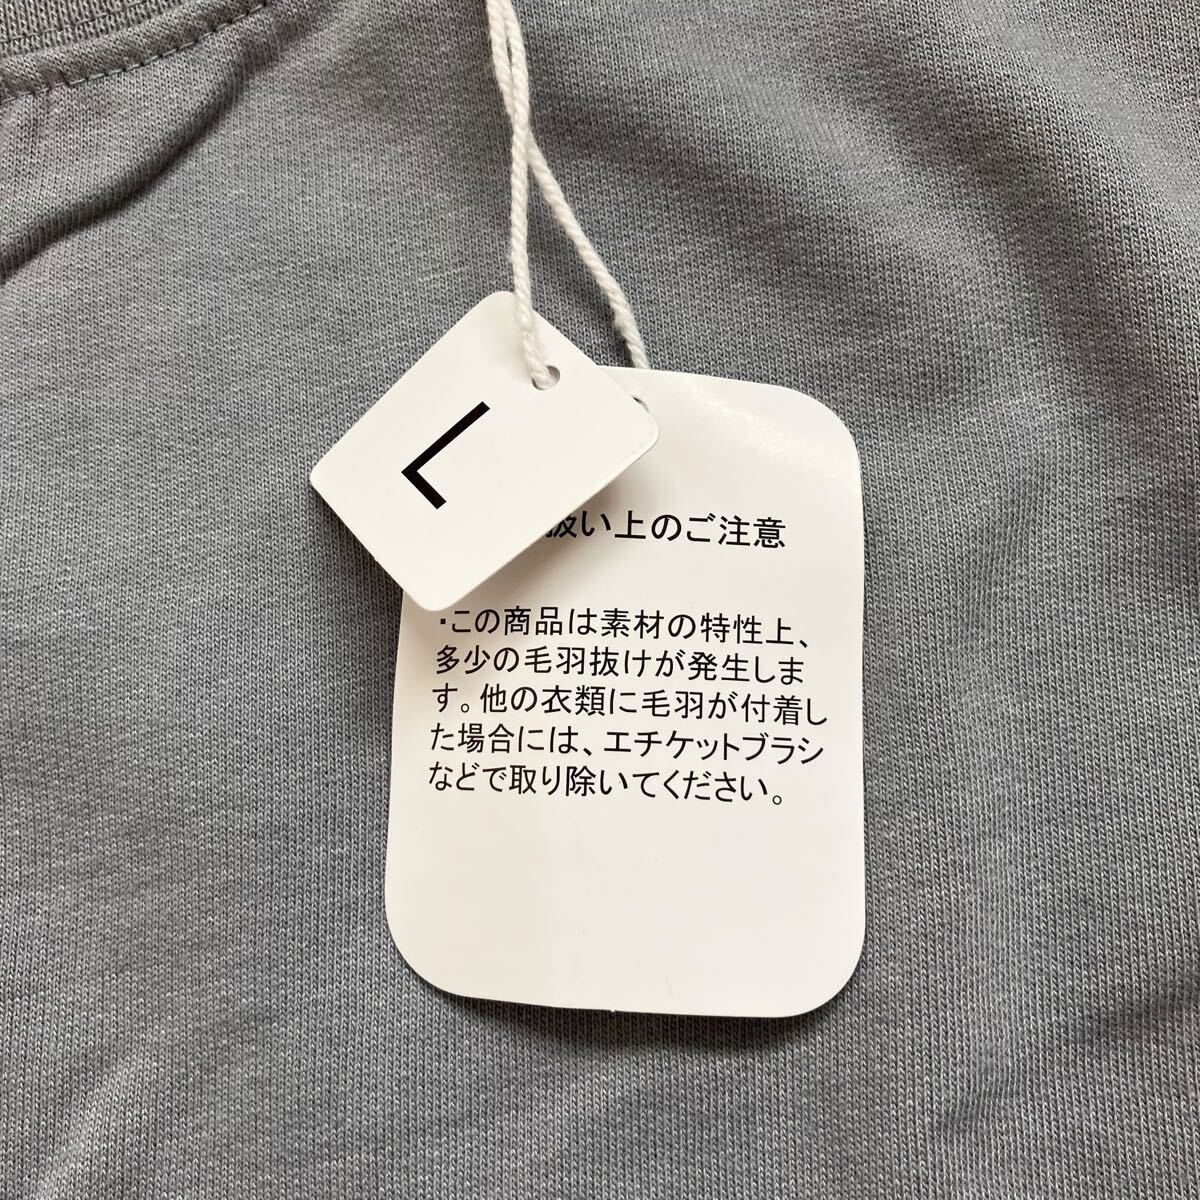 L
扱い上のご注意
・この商品は素材の特性上、
多少の毛羽抜けが発生しま
す。他の衣類に毛羽が付着し
た場合には、エチケットブラシ
などで取り除いてください。